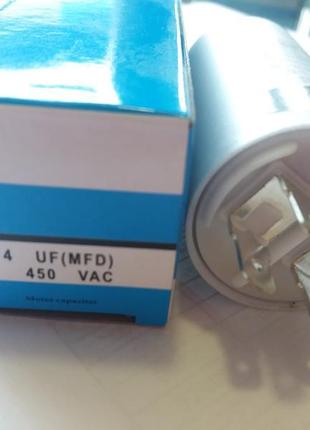 4 UF(MFD)
450 VAC
Motor capacitor